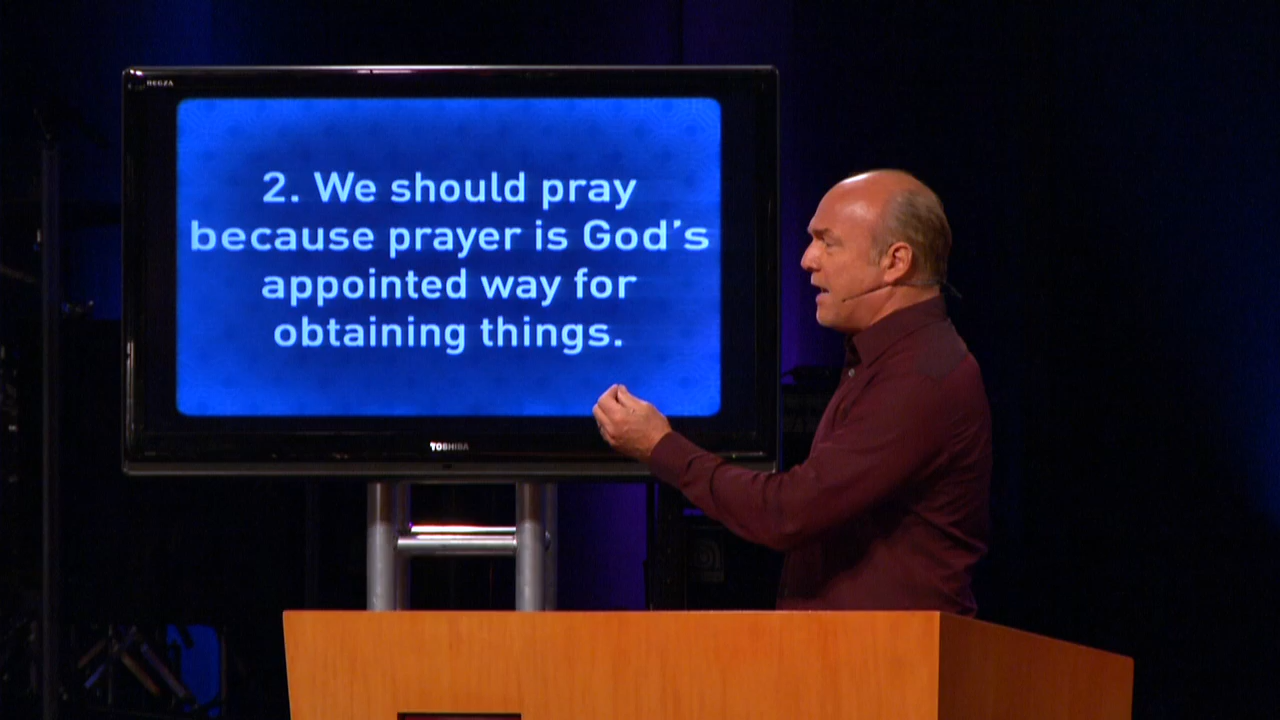 REGZA
2. We should pray
because prayer is God's
appointed way for
obtaining things.
TOSHIBA